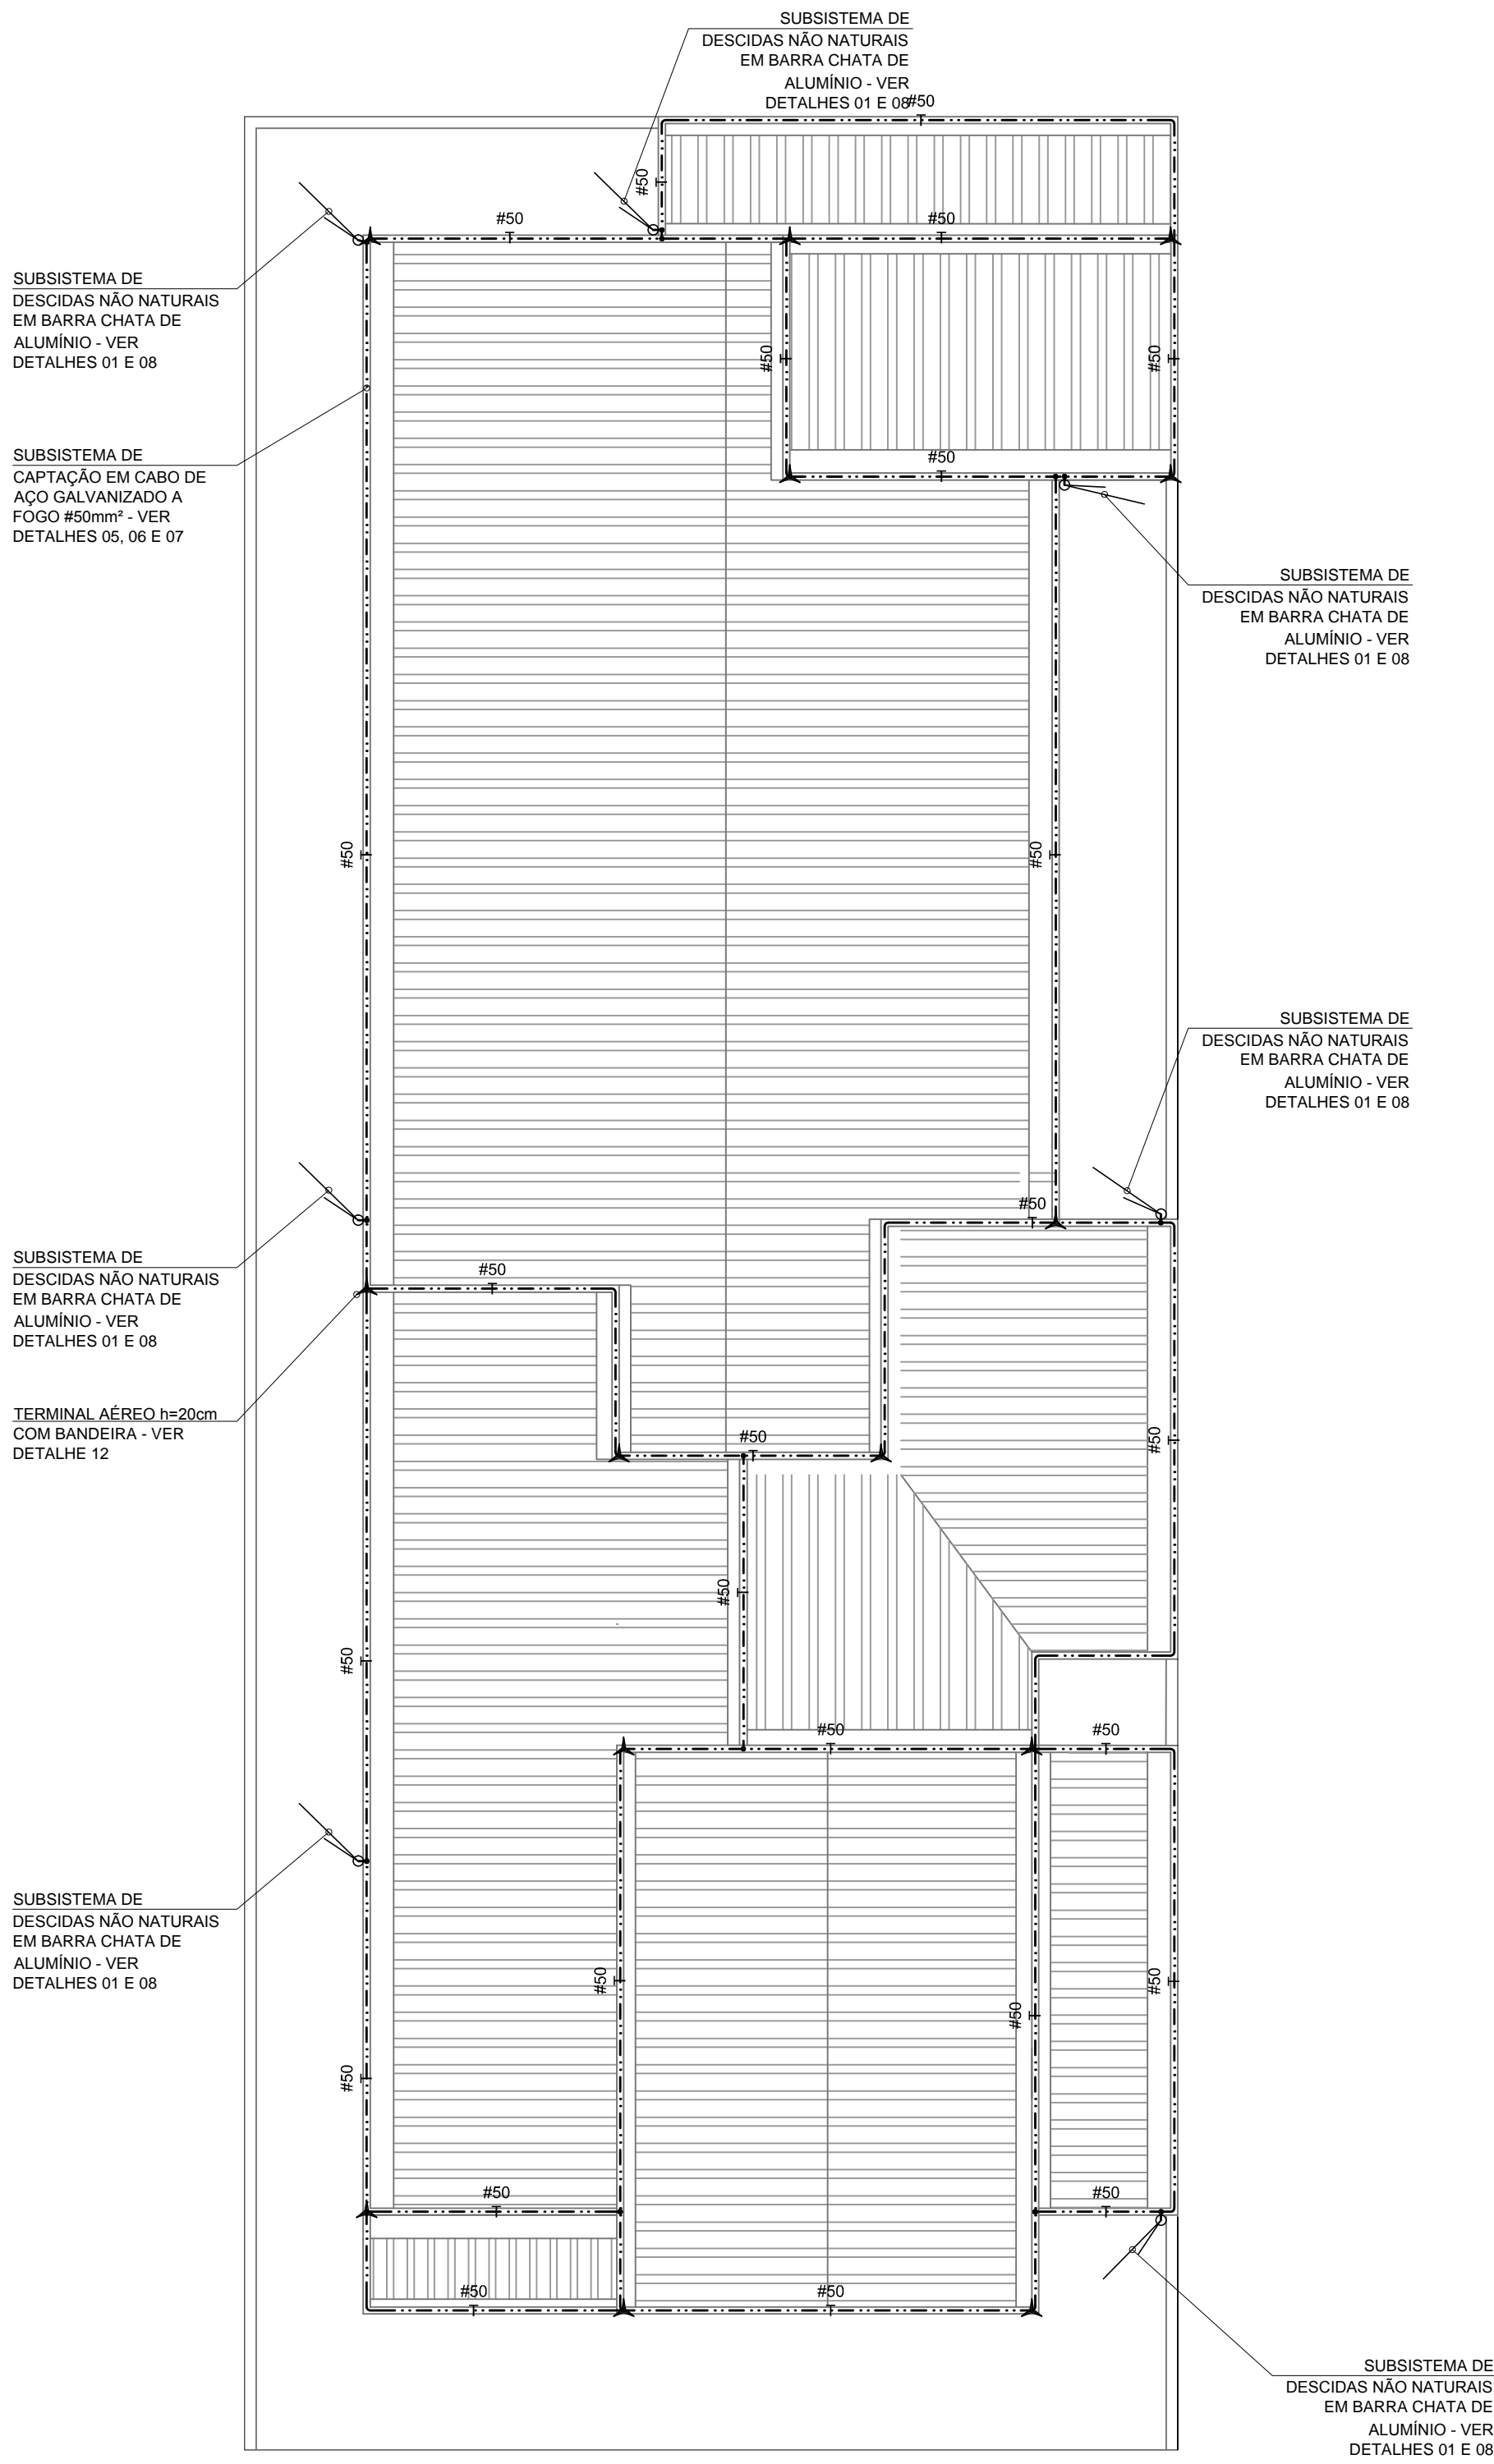 SUBSISTEMA DE
DESCIDAS NÃO NATURAIS
EM BARRA CHATA DE
ALUMÍNIO - VER
DETALHES 01 E 08
#50
#50
#50
#50
SUBSISTEMA DE
DESCIDAS NÃO NATURAIS
EM BARRA CHATA DE
ALUMÍNIO - VER
DETALHES 01 E 08
#50
#50
SUBSISTEMA DE
CAPTAÇÃO EM CABO DE
AÇO GALVANIZADO A
FOGO #50mm² - VER
DETALHES 05, 06 E 07
#50
SUBSISTEMA DE
DESCIDAS NÃO NATURAIS
EM BARRA CHATA DE
ALUMÍNIO - VER
DETALHES 01 E 08
#50
#50
SUBSISTEMA DE
DESCIDAS NÃO NATURAIS
EM BARRA CHATA DE
ALUMÍNIO - VER
DETALHES 01 E 08
#50
SUBSISTEMA DE
DESCIDAS NÃO NATURAIS
EM BARRA CHATA DE
ALUMÍNIO - VER
DETALHES 01 E 08
#50
TERMINAL AÉREO h=20cm
COM BANDEIRA - VER
DETALHE 12
#50
#50
#50
#50
#50
#50
SUBSISTEMA DE
DESCIDAS NÃO NATURAIS
EM BARRA CHATA DE
ALUMÍNIO - VER
DETALHES 01 E 08
#50
#50
#50
#50
#50
#50
#50
#50
SUBSISTEMA DE
DESCIDAS NÃO NATURAIS
EM BARRA CHATA DE
ALUMÍNIO - VER
DETALHES 01 E 08